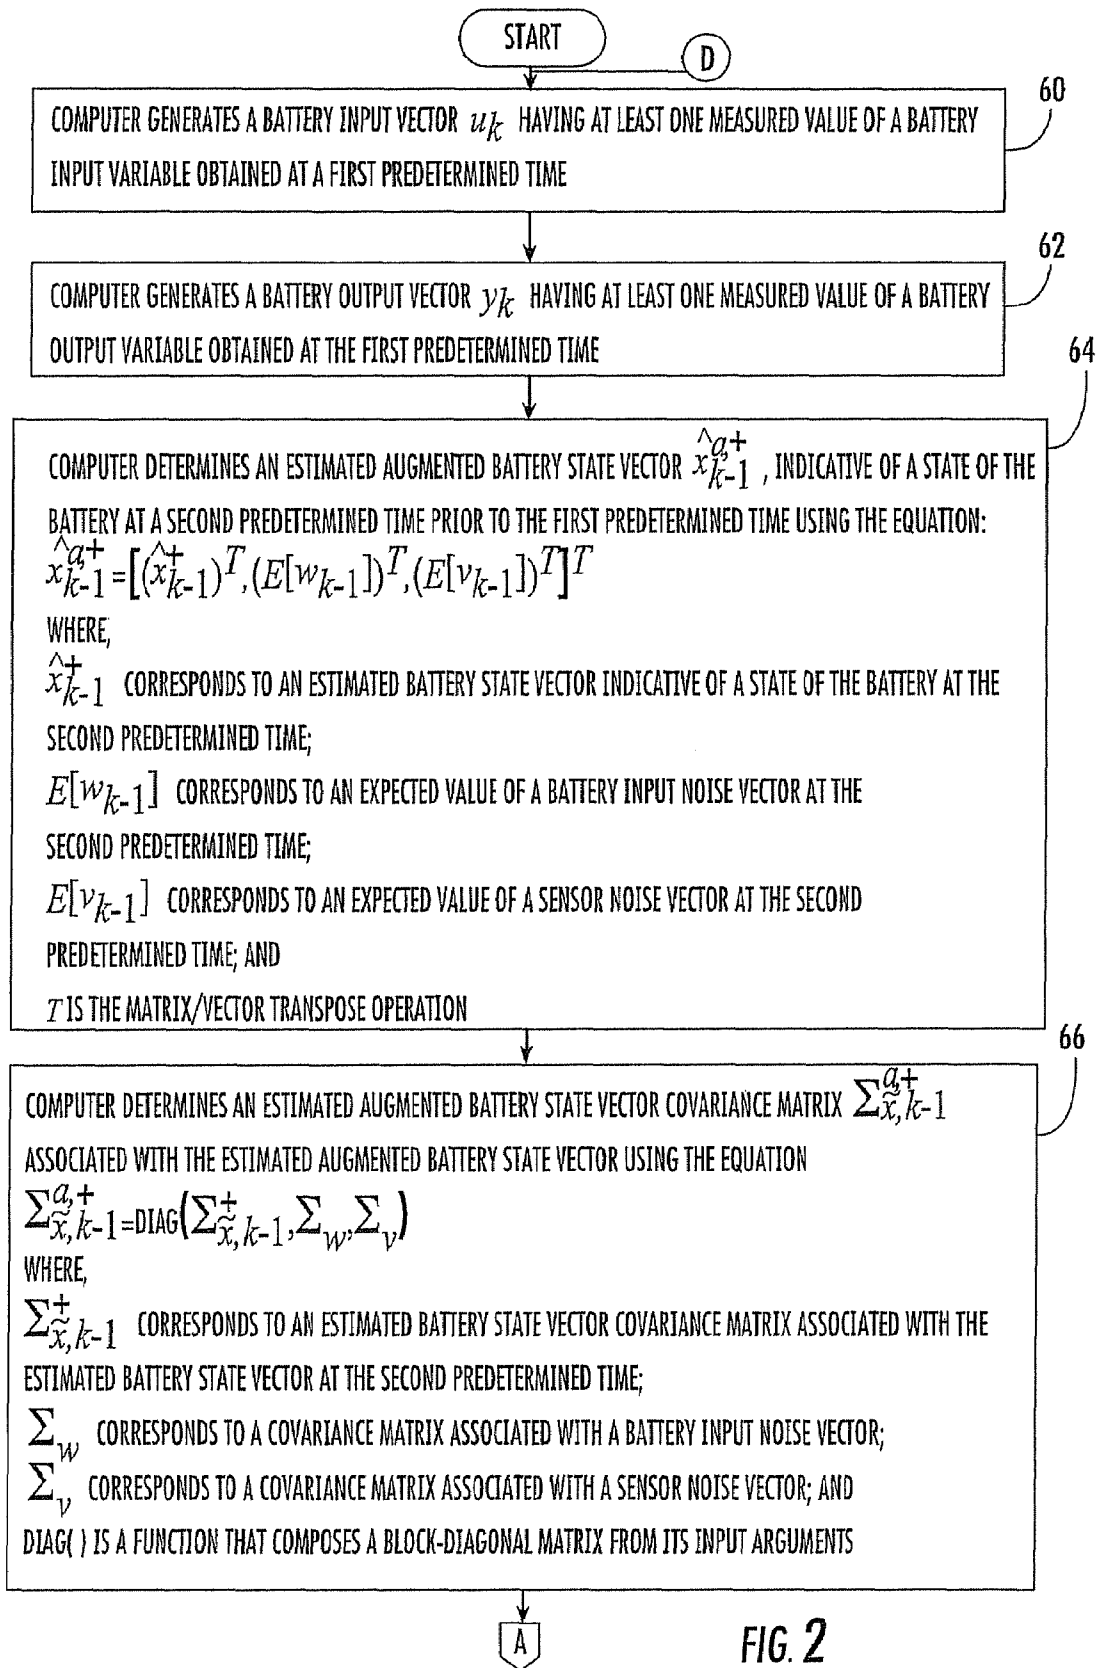 START
D
60
COMPUTER GENERATES A BATTERY INPUT VECTOR u_k HAVING AT LEAST ONE MEASURED VALUE OF A BATTERY
INPUT VARIABLE OBTAINED AT A FIRST PREDETERMINED TIME
62
COMPUTER GENERATES A BATTERY OUTPUT VECTOR y_k HAVING AT LEAST ONE MEASURED VALUE OF A BATTERY
OUTPUT VARIABLE OBTAINED AT THE FIRST PREDETERMINED TIME
64
COMPUTER DETERMINES AN ESTIMATED AUGMENTED BATTERY STATE VECTOR x̂_{k-1}^{a,+} , INDICATIVE OF A STATE OF THE
BATTERY AT A SECOND PREDETERMINED TIME PRIOR TO THE FIRST PREDETERMINED TIME USING THE EQUATION:
x̂_{k-1}^{a,+}=[(x̂_{k-1}^{+})^T,(E[w_{k-1}])^T,(E[v_{k-1}])^T]^T
WHERE,
x̂_{k-1}^{+} CORRESPONDS TO AN ESTIMATED BATTERY STATE VECTOR INDICATIVE OF A STATE OF THE BATTERY AT THE
SECOND PREDETERMINED TIME;
E[w_{k-1}] CORRESPONDS TO AN EXPECTED VALUE OF A BATTERY INPUT NOISE VECTOR AT THE
SECOND PREDETERMINED TIME;
E[v_{k-1}] CORRESPONDS TO AN EXPECTED VALUE OF A SENSOR NOISE VECTOR AT THE SECOND
PREDETERMINED TIME; AND
T IS THE MATRIX/VECTOR TRANSPOSE OPERATION
66
COMPUTER DETERMINES AN ESTIMATED AUGMENTED BATTERY STATE VECTOR COVARIANCE MATRIX Σ_{x̃,k-1}^{a,+}
ASSOCIATED WITH THE ESTIMATED AUGMENTED BATTERY STATE VECTOR USING THE EQUATION
Σ_{x̃,k-1}^{a,+}=DIAG(Σ_{x̃,k-1}^{+},Σ_w,Σ_v)
WHERE,
Σ_{x̃,k-1}^{+} CORRESPONDS TO AN ESTIMATED BATTERY STATE VECTOR COVARIANCE MATRIX ASSOCIATED WITH THE
ESTIMATED BATTERY STATE VECTOR AT THE SECOND PREDETERMINED TIME;
Σ_w CORRESPONDS TO A COVARIANCE MATRIX ASSOCIATED WITH A BATTERY INPUT NOISE VECTOR;
Σ_v CORRESPONDS TO A COVARIANCE MATRIX ASSOCIATED WITH A SENSOR NOISE VECTOR; AND
DIAG( ) IS A FUNCTION THAT COMPOSES A BLOCK-DIAGONAL MATRIX FROM ITS INPUT ARGUMENTS
A
FIG. 2